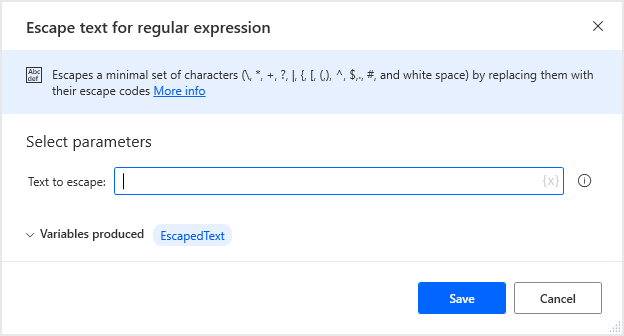 Escape text for regular expression
Abc
def
Escapes a minimal set of characters (\, *, +, ?, |, {, [, (,), ^, $,., #, and white space) by replacing them with
their escape codes More info
Select parameters
Text to escape:
{x}
Variables produced EscapedText
Save Cancel